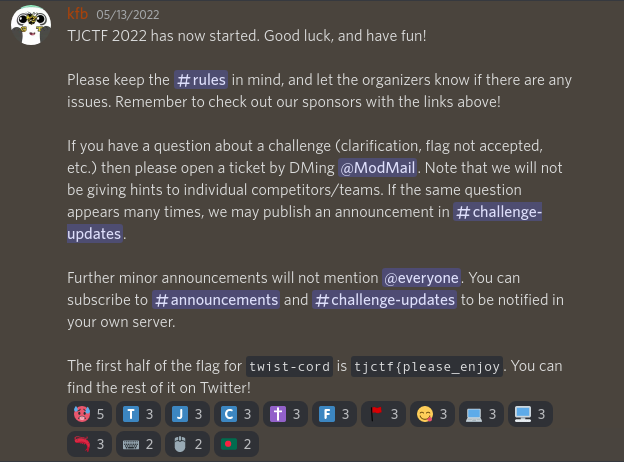 kfb 05/13/2022
TJCTF 2022 has now started. Good luck, and have fun!
Please keep the #rules in mind, and let the organizers know if there are any
issues. Remember to check out our sponsors with the links above!
If you have a question about a challenge (clarification, flag not accepted,
etc.) then please open a ticket by DMing @ModMail. Note that we will not
be giving hints to individual competitors/teams. If the same question
appears many times, we may publish an announcement in #challenge-
updates.
Further minor announcements will not mention @everyone. You can
subscribe to #announcements and #challenge-updates to be notified in
your own server.
The first half of the flag for twist-cord is tjctf{please_enjoy. You can
find the rest of it on Twitter!
5 T 3 J 3 C 3 3 F 3 3 3 3 3
3 2 2 2